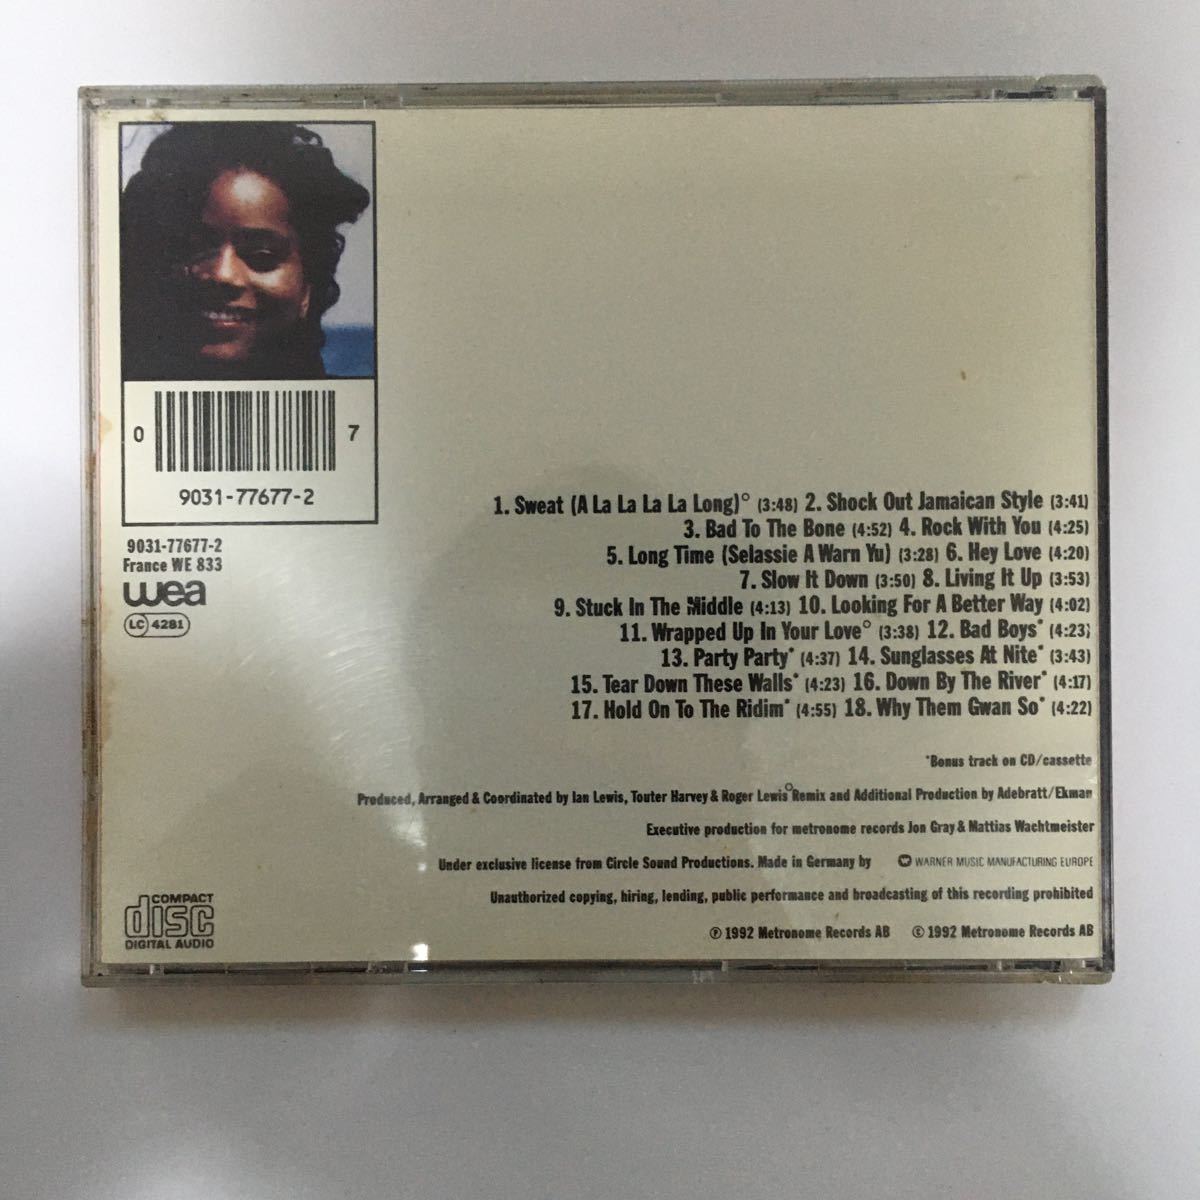 0 7
9031-77677-2
9031-77677-2
France WE 833
wea
LC 4281
1. Sweat (A La La La La Long)° (3:48) 2. Shock Out Jamaican Style (3:41)
3. Bad To The Bone (4:52) 4. Rock With You (4:25)
5. Long Time (Selassie A Warn Yu) (3:28) 6. Hey Love (4:20)
7. Slow It Down (3:50) 8. Living It Up (3:53)
9. Stuck In The Middle (4:13) 10. Looking For A Better Way (4:02)
11. Wrapped Up In Your Love° (3:38) 12. Bad Boys* (4:23)
13. Party Party* (4:37) 14. Sunglasses At Nite* (3:43)
15. Tear Down These Walls* (4:23) 16. Down By The River* (4:17)
17. Hold On To The Ridim* (4:55) 18. Why Them Gwan So* (4:22)
*Bonus track on CD/cassette
Produced, Arranged & Coordinated by Ian Lewis, Touter Harvey & Roger Lewis °Remix and Additional Production by Adebratt/Ekman
Executive production for metronome records Jon Gray & Mattias Wachtmeister
Under exclusive license from Circle Sound Productions. Made in Germany by WARNER MUSIC MANUFACTURING EUROPE
Unauthorized copying, hiring, lending, public performance and broadcasting of this recording prohibited
℗ 1992 Metronome Records AB © 1992 Metronome Records AB
COMPACT
disc
DIGITAL AUDIO